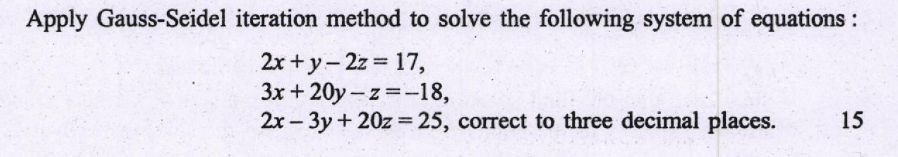 Apply Gauss-Seidel iteration method to solve the following system of equations :
2x + y – 2z = 17,
3x + 20y – z = –18,
2x – 3y + 20z = 25, correct to three decimal places. 15